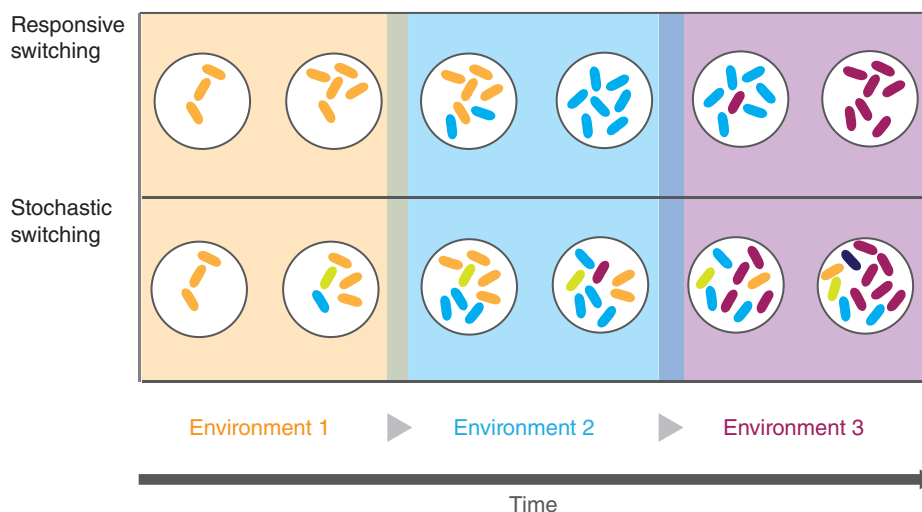 Responsive
switching
Stochastic
switching
Environment 1
Environment 2
Environment 3
Time